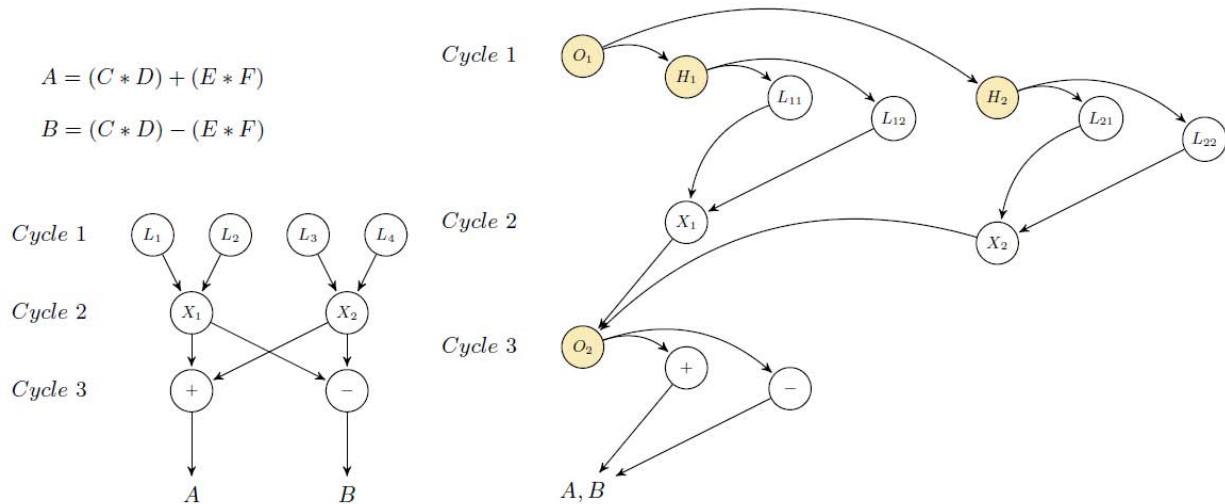 A = (C * D) + (E * F)
B = (C * D) − (E * F)
Cycle 1
L₁ L₂ L₃ L₄
Cycle 2
X₁ X₂
Cycle 3
+ −
A B
Cycle 1
O₁
H₁
H₂
L₁₁
L₂₁
L₁₂
L₂₂
Cycle 2
X₁
X₂
Cycle 3
O₂
+
−
A, B